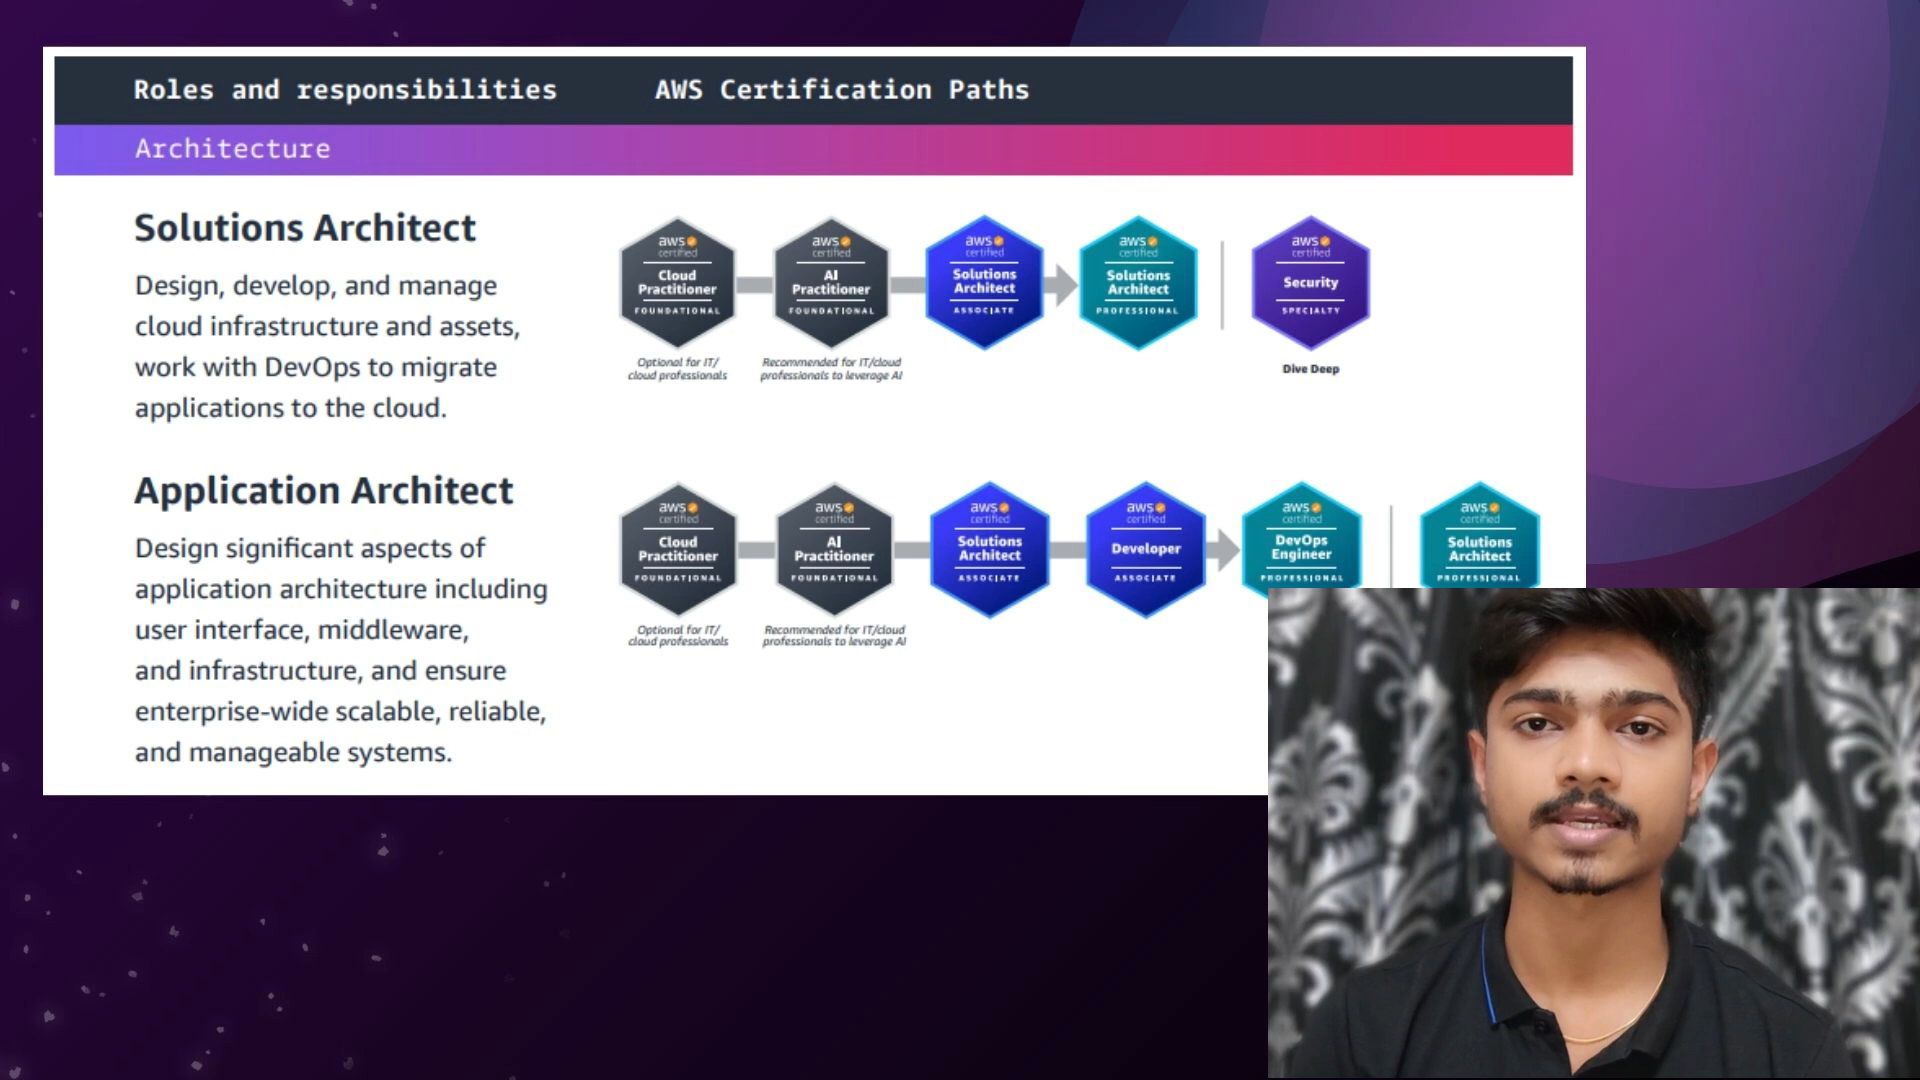 Roles and responsibilities
AWS Certification Paths
Architecture
Solutions Architect
Design, develop, and manage
cloud infrastructure and assets,
work with DevOps to migrate
applications to the cloud.
aws
certified
Cloud
Practitioner
FOUNDATIONAL
Optional for IT/
cloud professionals
aws
certified
AI
Practitioner
FOUNDATIONAL
Recommended for IT/cloud
professionals to leverage AI
aws
certified
Solutions
Architect
ASSOCIATE
aws
certified
Solutions
Architect
PROFESSIONAL
aws
certified
Security
SPECIALTY
Dive Deep
Application Architect
Design significant aspects of
application architecture including
user interface, middleware,
and infrastructure, and ensure
enterprise-wide scalable, reliable,
and manageable systems.
aws
certified
Cloud
Practitioner
FOUNDATIONAL
Optional for IT/
cloud professionals
aws
certified
AI
Practitioner
FOUNDATIONAL
Recommended for IT/cloud
professionals to leverage AI
aws
certified
Solutions
Architect
ASSOCIATE
aws
certified
Developer
ASSOCIATE
aws
certified
DevOps
Engineer
PROFESSIONAL
aws
certified
Solutions
Architect
PROFESSIONAL